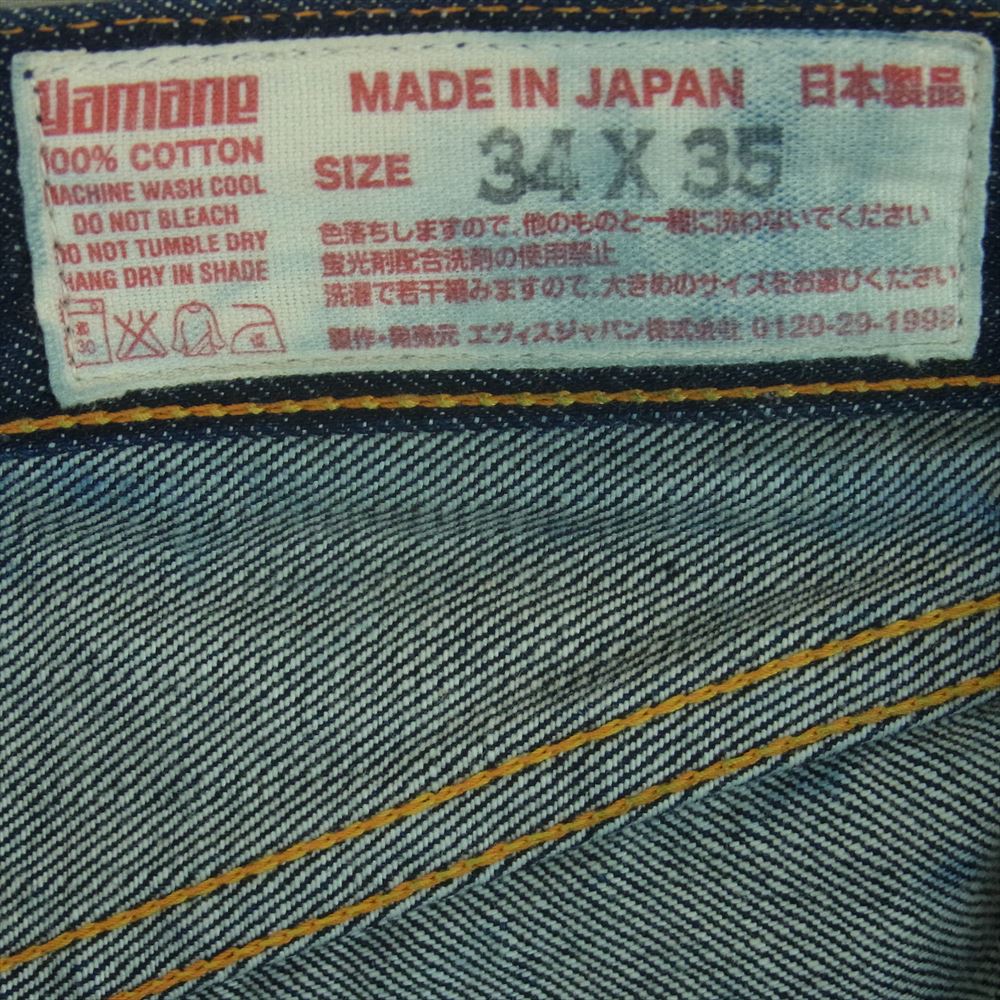 yamane
100% COTTON
MACHINE WASH COOL
DO NOT BLEACH
DO NOT TUMBLE DRY
HANG DRY IN SHADE
30
MADE IN JAPAN 日本製品
SIZE 34 X 35
色落ちしますので、他のものと一緒に洗わないでください
蛍光剤配合洗剤の使用禁止
洗濯で若干縮みますので、大きめのサイズをお選びください
製作・発売元 エヴィスジャパン株式会社 0120-29-1998